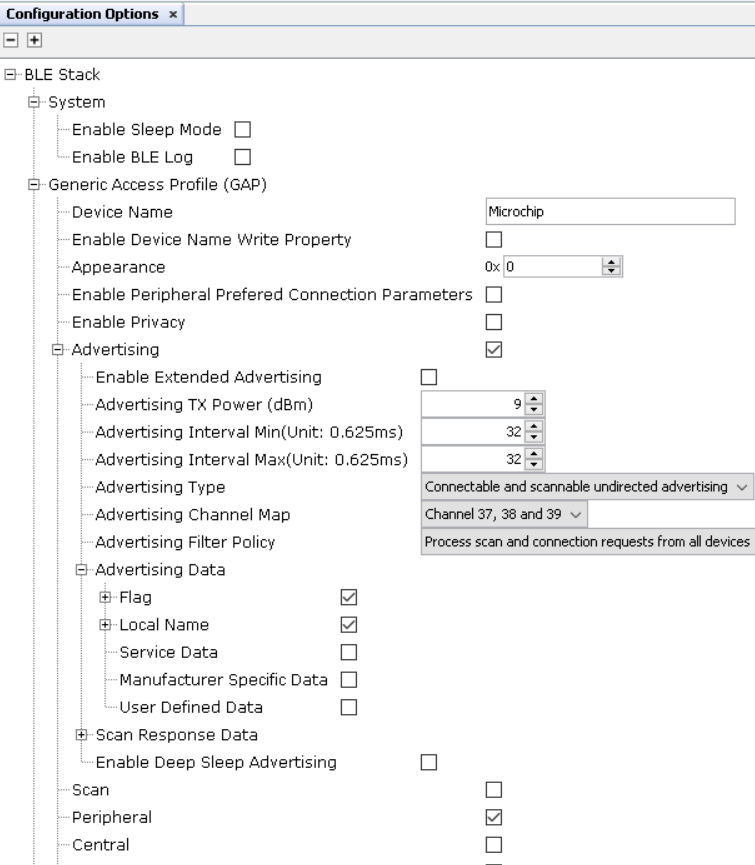 Configuration Options ×
BLE Stack
System
Enable Sleep Mode
Enable BLE Log
Generic Access Profile (GAP)
Device Name Microchip
Enable Device Name Write Property
Appearance 0x 0
Enable Peripheral Prefered Connection Parameters
Enable Privacy
Advertising
Enable Extended Advertising
Advertising TX Power (dBm) 9
Advertising Interval Min(Unit: 0.625ms) 32
Advertising Interval Max(Unit: 0.625ms) 32
Advertising Type Connectable and scannable undirected advertising
Advertising Channel Map Channel 37, 38 and 39
Advertising Filter Policy Process scan and connection requests from all devices
Advertising Data
Flag
Local Name
Service Data
Manufacturer Specific Data
User Defined Data
Scan Response Data
Enable Deep Sleep Advertising
Scan
Peripheral
Central